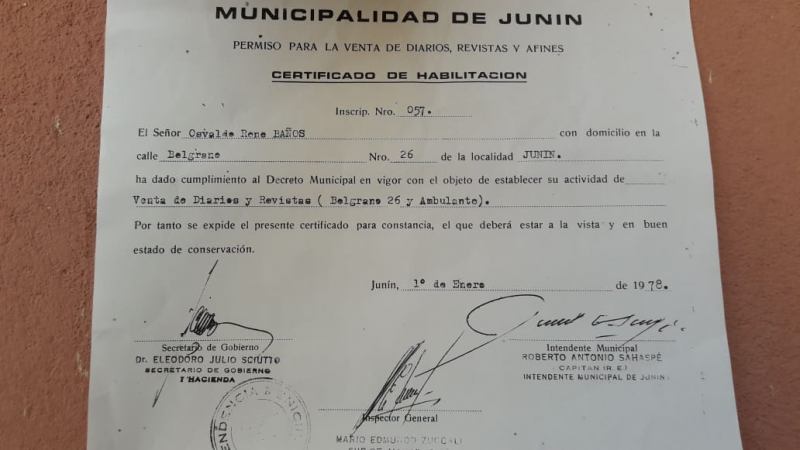 MUNICIPALIDAD DE JUNIN
PERMISO PARA LA VENTA DE DIARIOS, REVISTAS Y AFINES
CERTIFICADO DE HABILITACION
Inscrip. Nro. 057.
El Señor Osvaldo Rene BAÑOS con domicilio en la
calle Belgrano Nro. 26 de la localidad JUNIN.
ha dado cumplimiento al Decreto Municipal en vigor con el objeto de establecer su actividad de
Venta de Diarios y Revistas ( Belgrano 26 y Ambulante).
Por tanto se expide el presente certificado para constancia, el que deberá estar a la vista y en buen
estado de conservación.
Junín, 1º de Enero de 1978.
Secretario de Gobierno
Dr. ELEODORO JULIO SCIUTTO
SECRETARIO DE GOBIERNO
Y HACIENDA
Intendente Municipal
ROBERTO ANTONIO SAHASPÉ
CAPITAN (R.E.)
INTENDENTE MUNICIPAL DE JUNIN
Inspector General
MARIO EDMUNDO ZUCCALI